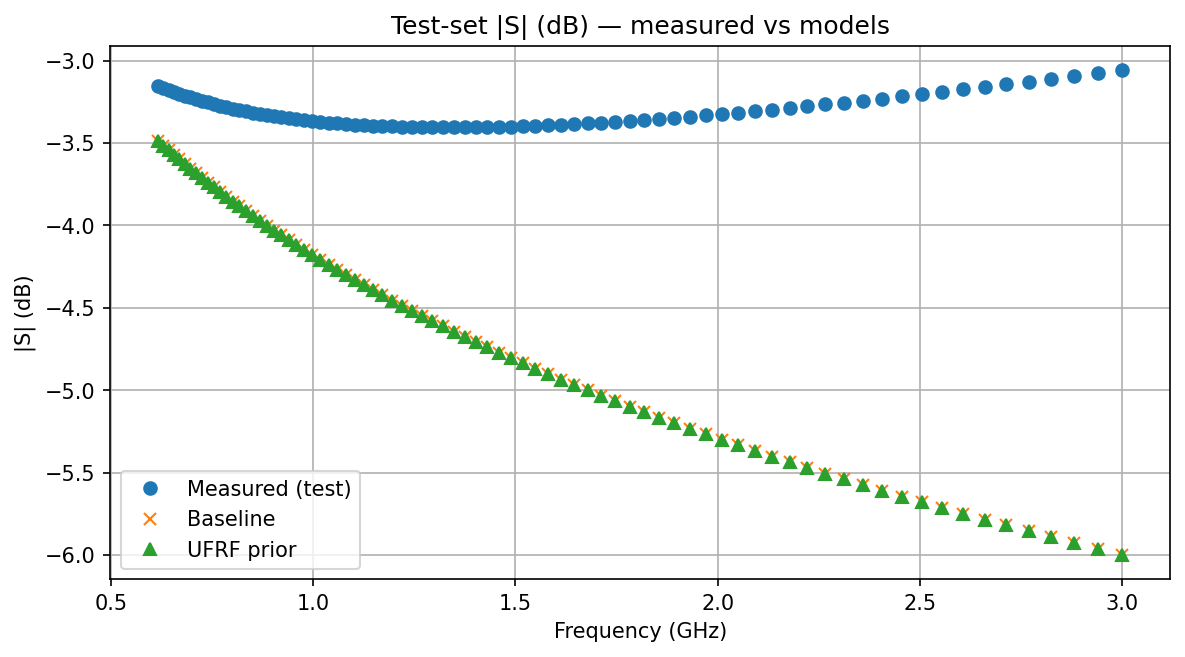 Test-set |S| (dB) — measured vs models
−3.0
−3.5
−4.0
−4.5
−5.0
−5.5
−6.0
|S| (dB)
Measured (test)
Baseline
UFRF prior
0.5 1.0 1.5 2.0 2.5 3.0
Frequency (GHz)